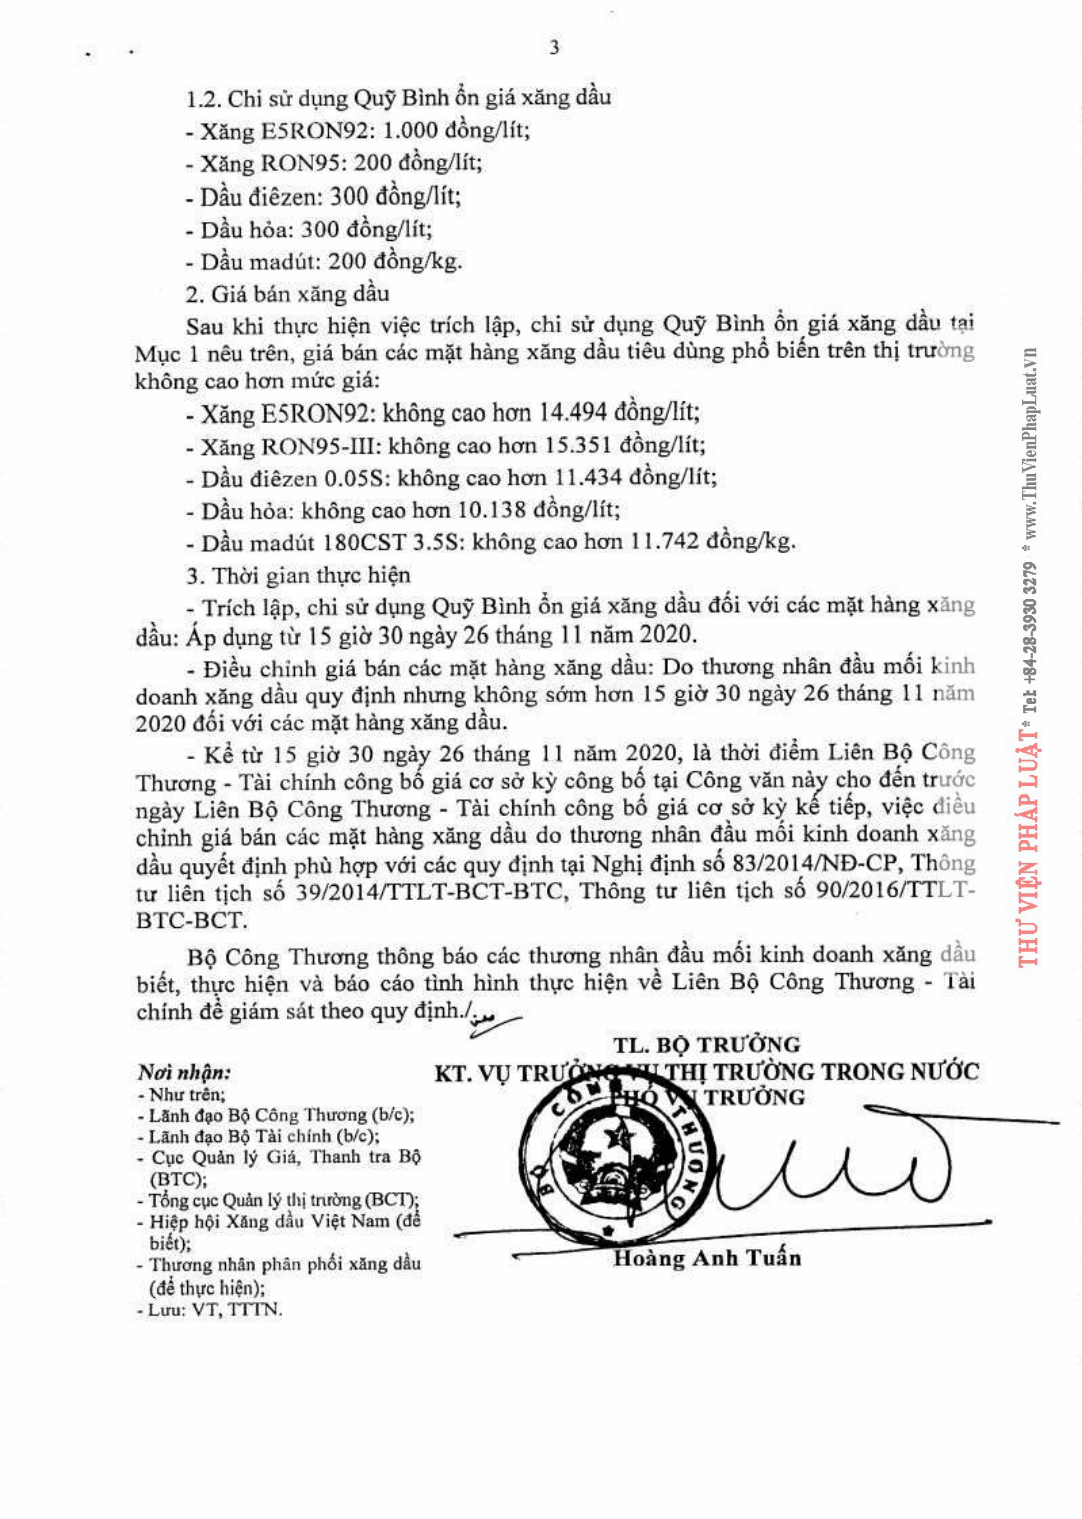 3
1.2. Chi sử dụng Quỹ Bình ổn giá xăng dầu
- Xăng E5RON92: 1.000 đồng/lít;
- Xăng RON95: 200 đồng/lít;
- Dầu điêzen: 300 đồng/lít;
- Dầu hỏa: 300 đồng/lít;
- Dầu madút: 200 đồng/kg.
2. Giá bán xăng dầu
Sau khi thực hiện việc trích lập, chi sử dụng Quỹ Bình ổn giá xăng dầu tại
Mục 1 nêu trên, giá bán các mặt hàng xăng dầu tiêu dùng phổ biến trên thị trường
không cao hơn mức giá:
- Xăng E5RON92: không cao hơn 14.494 đồng/lít;
- Xăng RON95-III: không cao hơn 15.351 đồng/lít;
- Dầu điêzen 0.05S: không cao hơn 11.434 đồng/lít;
- Dầu hỏa: không cao hơn 10.138 đồng/lít;
- Dầu madút 180CST 3.5S: không cao hơn 11.742 đồng/kg.
3. Thời gian thực hiện
- Trích lập, chi sử dụng Quỹ Bình ổn giá xăng dầu đối với các mặt hàng xăng
dầu: Áp dụng từ 15 giờ 30 ngày 26 tháng 11 năm 2020.
- Điều chỉnh giá bán các mặt hàng xăng dầu: Do thương nhân đầu mối kinh
doanh xăng dầu quy định nhưng không sớm hơn 15 giờ 30 ngày 26 tháng 11 năm
2020 đối với các mặt hàng xăng dầu.
- Kể từ 15 giờ 30 ngày 26 tháng 11 năm 2020, là thời điểm Liên Bộ Công
Thương - Tài chính công bố giá cơ sở kỳ công bố tại Công văn này cho đến trước
ngày Liên Bộ Công Thương - Tài chính công bố giá cơ sở kỳ kế tiếp, việc điều
chỉnh giá bán các mặt hàng xăng dầu do thương nhân đầu mối kinh doanh xăng
dầu quyết định phù hợp với các quy định tại Nghị định số 83/2014/NĐ-CP, Thông
tư liên tịch số 39/2014/TTLT-BCT-BTC, Thông tư liên tịch số 90/2016/TTLT-
BTC-BCT.
Bộ Công Thương thông báo các thương nhân đầu mối kinh doanh xăng dầu
biết, thực hiện và báo cáo tình hình thực hiện về Liên Bộ Công Thương - Tài
chính để giám sát theo quy định./.
TL. BỘ TRƯỞNG
KT. VỤ TRƯỞNG VỤ THỊ TRƯỜNG TRONG NƯỚC
PHÓ VỤ TRƯỞNG
BỘ CÔNG THƯƠNG
Hoàng Anh Tuấn
Nơi nhận:
- Như trên;
- Lãnh đạo Bộ Công Thương (b/c);
- Lãnh đạo Bộ Tài chính (b/c);
- Cục Quản lý Giá, Thanh tra Bộ
(BTC);
- Tổng cục Quản lý thị trường (BCT);
- Hiệp hội Xăng dầu Việt Nam (để
biết);
- Thương nhân phân phối xăng dầu
(để thực hiện);
- Lưu: VT, TTTN.
THƯ VIỆN PHÁP LUẬT * Tel: +84-28-3930 3279 * www.ThuVienPhapLuat.vn